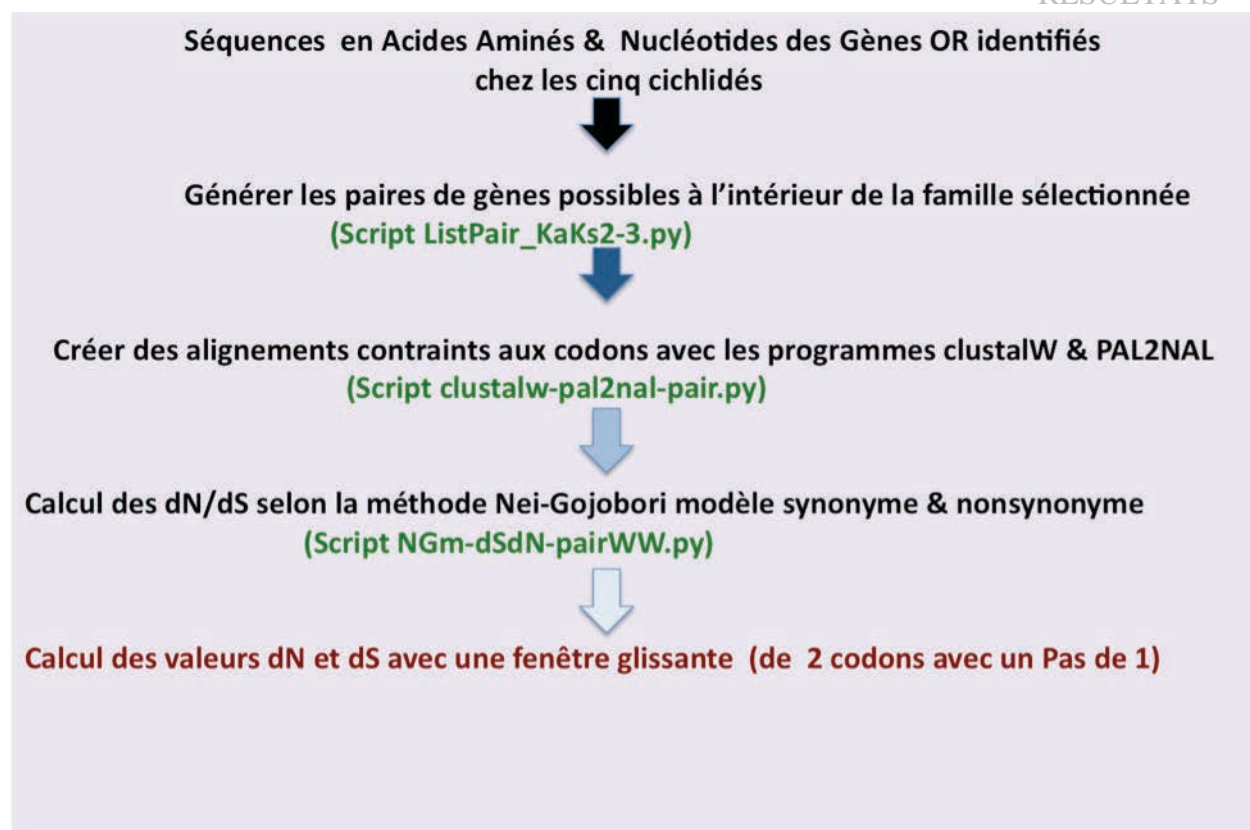 RÉSULTATS
Séquences en Acides Aminés & Nucléotides des Gènes OR identifiés
chez les cinq cichlidés
Générer les paires de gènes possibles à l'intérieur de la famille sélectionnée
(Script ListPair_KaKs2-3.py)
Créer des alignements contraints aux codons avec les programmes clustalW & PAL2NAL
(Script clustalw-pal2nal-pair.py)
Calcul des dN/dS selon la méthode Nei-Gojobori modèle synonyme & nonsynonyme
(Script NGm-dSdN-pairWW.py)
Calcul des valeurs dN et dS avec une fenêtre glissante (de 2 codons avec un Pas de 1)